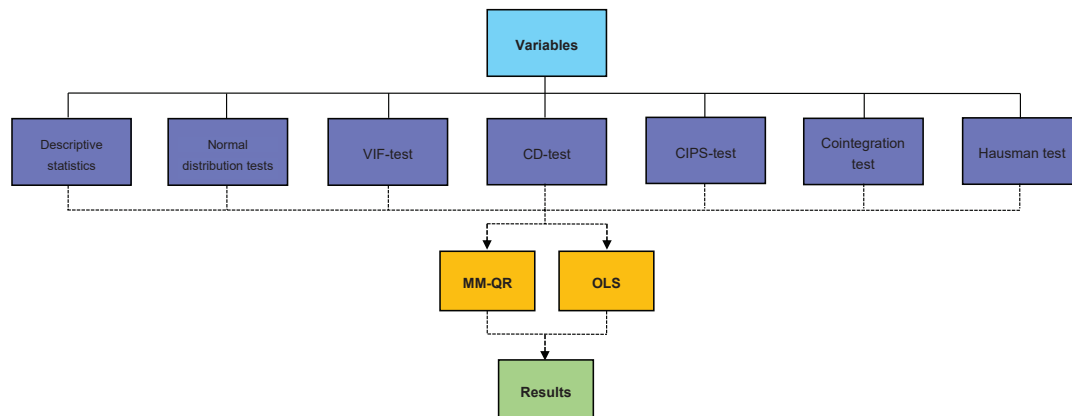 Variables
Descriptive
statistics
Normal
distribution tests
VIF-test
CD-test
CIPS-test
Cointegration
test
Hausman test
MM-QR
OLS
Results